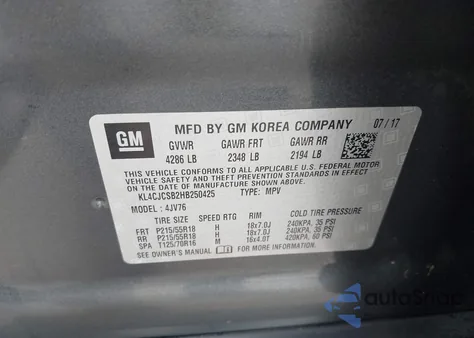 GM
MFD BY GM KOREA COMPANY 07/17
GVWR GAWR FRT GAWR RR
4286 LB 2348 LB 2194 LB
THIS VEHICLE CONFORMS TO ALL APPLICABLE U.S. FEDERAL MOTOR
VEHICLE SAFETY AND THEFT PREVENTION STANDARDS IN EFFECT
ON THE DATE OF MANUFACTURE SHOWN ABOVE.
KL4CJCSB2HB250425 TYPE: MPV
MODEL: 4JV76
SPEED RTG RIM COLD TIRE PRESSURE
FRT P215/55R18 H 18x7.0J 240KPA, 35 PSI
RR P215/55R18 H 18x7.0J 240KPA, 35 PSI
SPA T125/70R16 M 16x4.0T 420KPA, 60 PSI
SEE OWNER'S MANUAL FOR MORE INFORMATION.
autoSnap